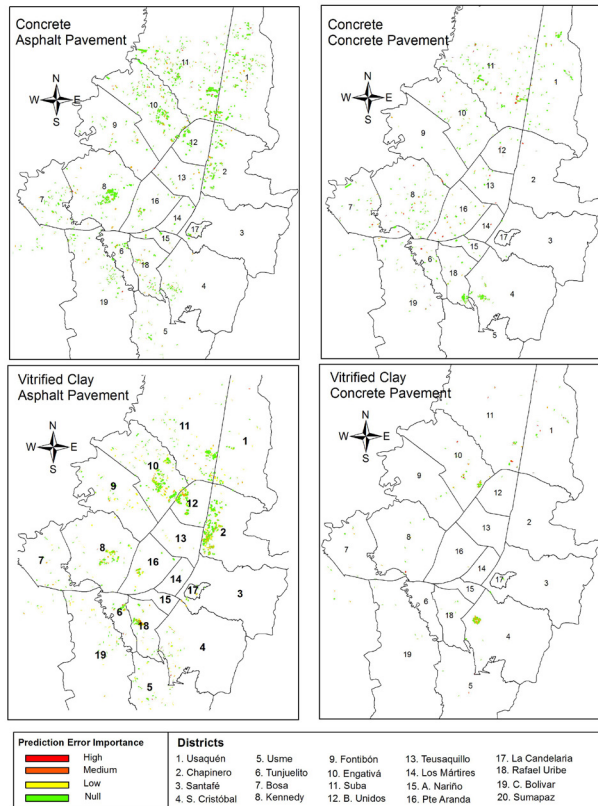 Concrete
Asphalt Pavement
N
W E
S
11
1
10
9
12
2
13
8
7
16
14
17
3
15
6
18
4
19
5
Concrete
Concrete Pavement
N
W E
S
11
1
10
9
12
2
13
8
7
16
14
17
3
15
6
18
4
19
5
Vitrified Clay
Asphalt Pavement
N
W E
S
11
1
10
9
12
2
13
8
7
16
14
17
3
15
6
18
4
19
5
Vitrified Clay
Concrete Pavement
N
W E
S
11
1
10
9
12
2
13
8
7
16
14
17
3
15
6
18
4
19
5
Prediction Error Importance
High
Medium
Low
Null
Districts
1. Usaquén
2. Chapinero
3. Santafé
4. S. Cristóbal
5. Usme
6. Tunjuelito
7. Bosa
8. Kennedy
9. Fontibón
10. Engativá
11. Suba
12. B. Unidos
13. Teusaquillo
14. Los Mártires
15. A. Nariño
16. Pte Aranda
17. La Candelaria
18. Rafael Uribe
19. C. Bolivar
20. Sumapaz